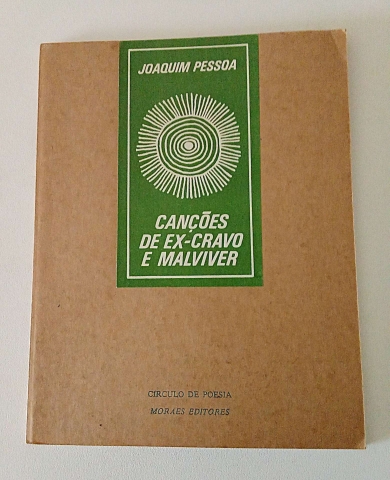 JOAQUIM PESSOA
CANÇÕES
DE EX-CRAVO
E MALVIVER
CIRCULO DE POESIA
MORAES EDITORES